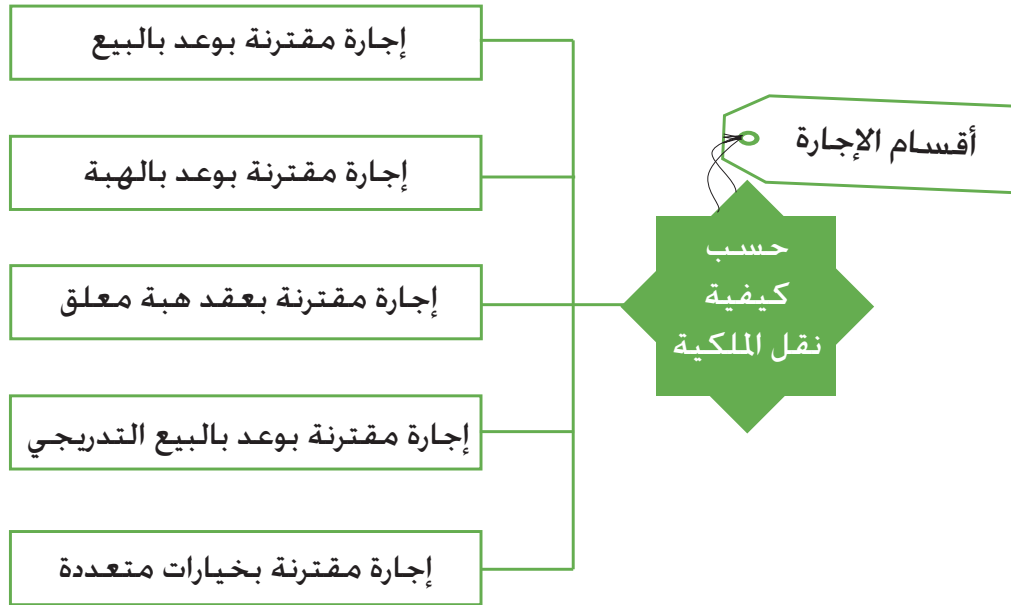 أقسام الإجارة
حسب
كيفية
نقل الملكية
إجارة مقترنة بوعد بالبيع
إجارة مقترنة بوعد بالهبة
إجارة مقترنة بعقد هبة معلق
إجارة مقترنة بوعد بالبيع التدريجي
إجارة مقترنة بخيارات متعددة